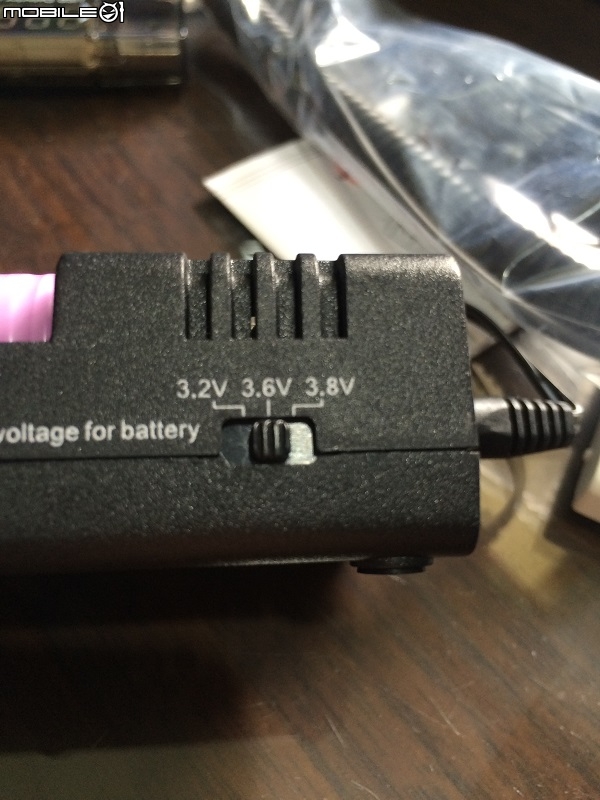 MOBILE01
3.2V 3.6V 3.8V
voltage for battery